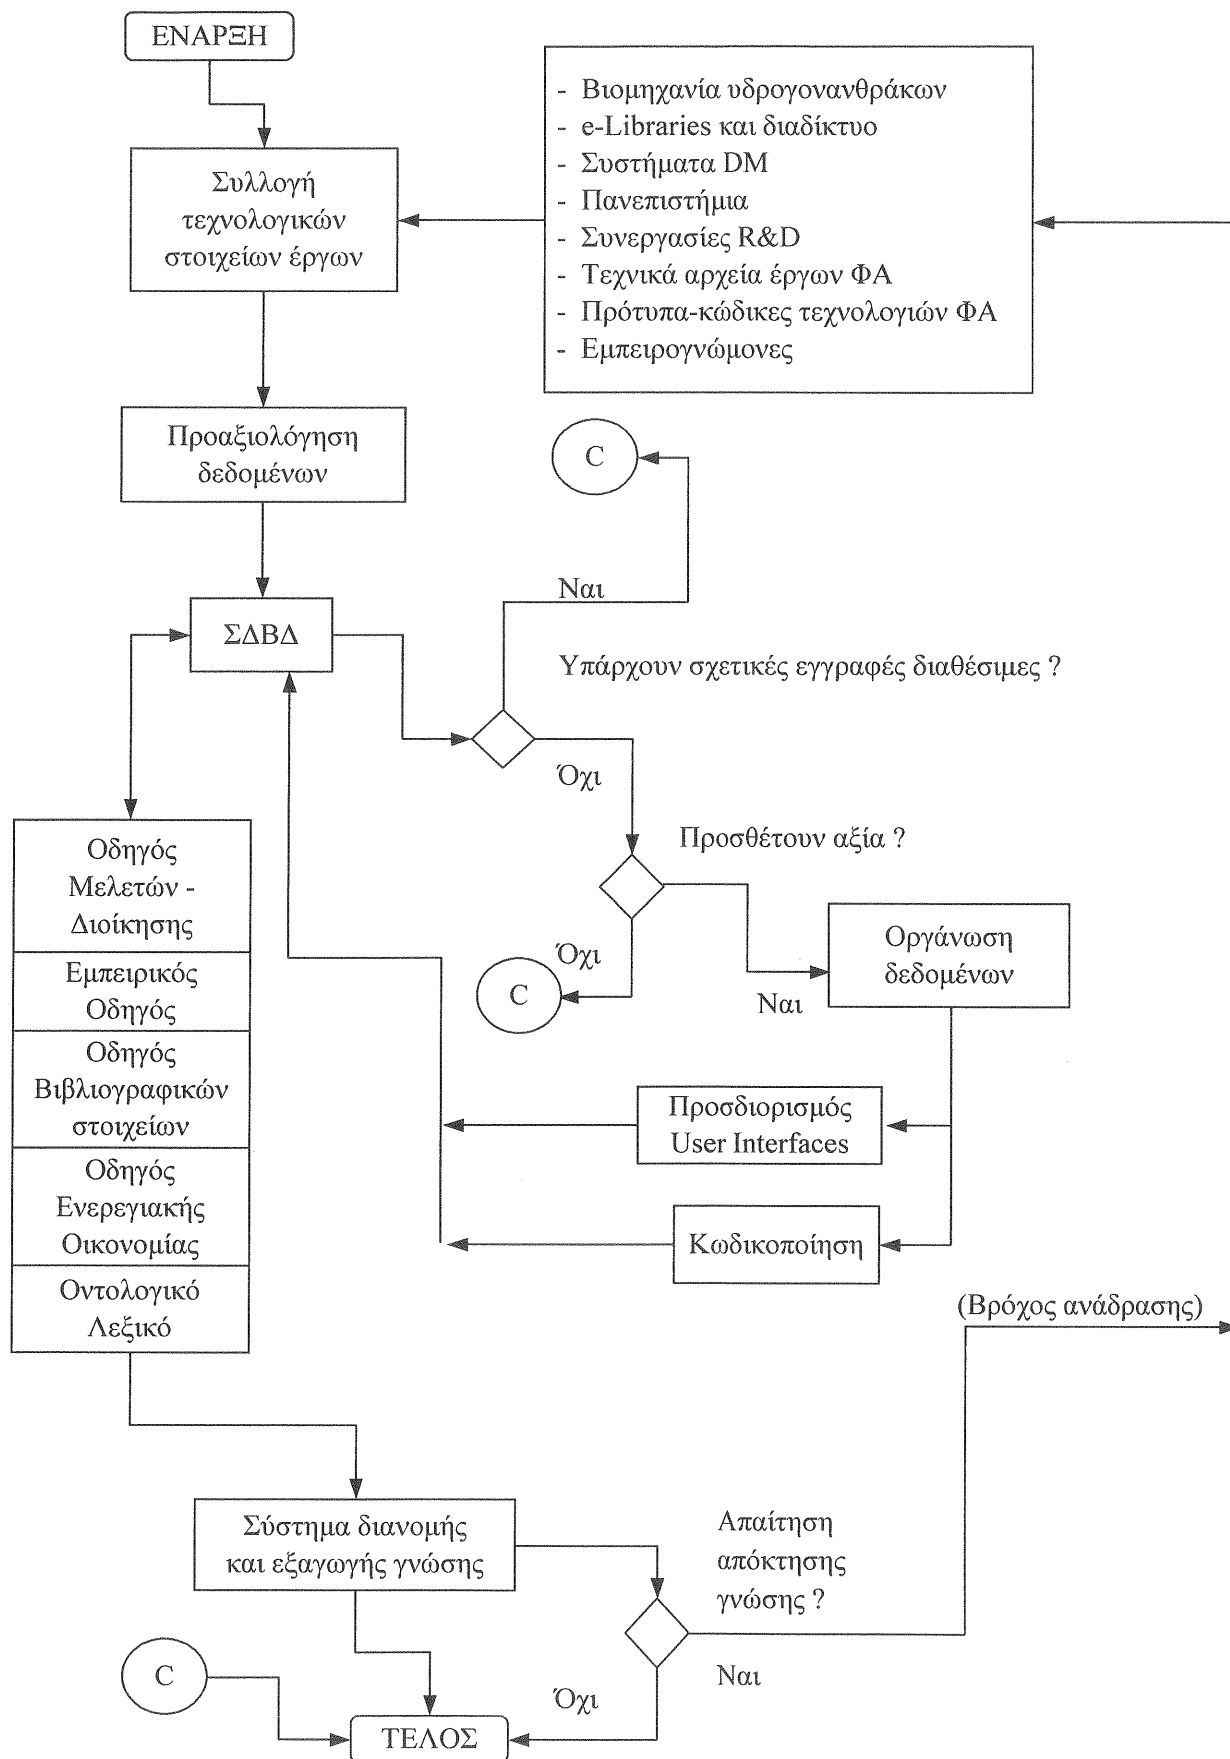 ΕΝΑΡΞΗ
- Βιομηχανία υδρογονανθράκων
- e-Libraries και διαδίκτυο
- Συστήματα DM
- Πανεπιστήμια
- Συνεργασίες R&D
- Τεχνικά αρχεία έργων ΦΑ
- Πρότυπα-κώδικες τεχνολογιών ΦΑ
- Εμπειρογνώμονες
Συλλογή
τεχνολογικών
στοιχείων έργων
Προαξιολόγηση
δεδομένων
C
Ναι
ΣΔΒΔ
Υπάρχουν σχετικές εγγραφές διαθέσιμες ?
Όχι
Προσθέτουν αξία ?
Όχι
C
Ναι
Οργάνωση
δεδομένων
Προσδιορισμός
User Interfaces
Κωδικοποίηση
Οδηγός
Μελετών -
Διοίκησης
Εμπειρικός
Οδηγός
Οδηγός
Βιβλιογραφικών
στοιχείων
Οδηγός
Ενερεγιακής
Οικονομίας
Οντολογικό
Λεξικό
(Βρόχος ανάδρασης)
Σύστημα διανομής
και εξαγωγής γνώσης
Απαίτηση
απόκτησης
γνώσης ?
Ναι
Όχι
C
ΤΕΛΟΣ